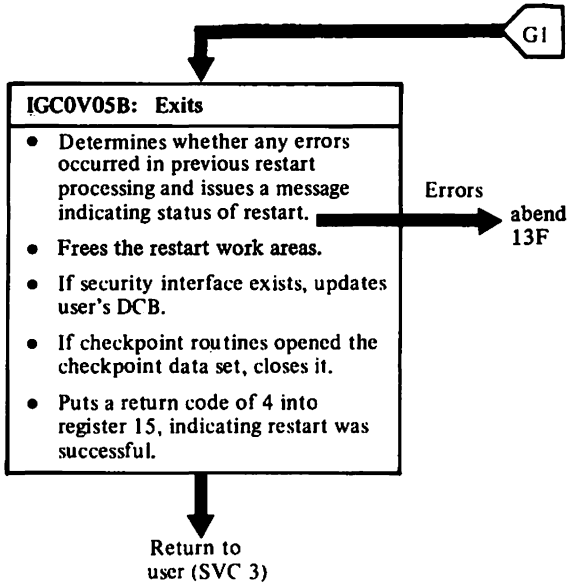 G1
IGC0V05B: Exits
• Determines whether any errors
occurred in previous restart
processing and issues a message
indicating status of restart.
Errors
abend
13F
• Frees the restart work areas.
• If security interface exists, updates
user's DCB.
• If checkpoint routines opened the
checkpoint data set, closes it.
• Puts a return code of 4 into
register 15, indicating restart was
successful.
Return to
user (SVC 3)